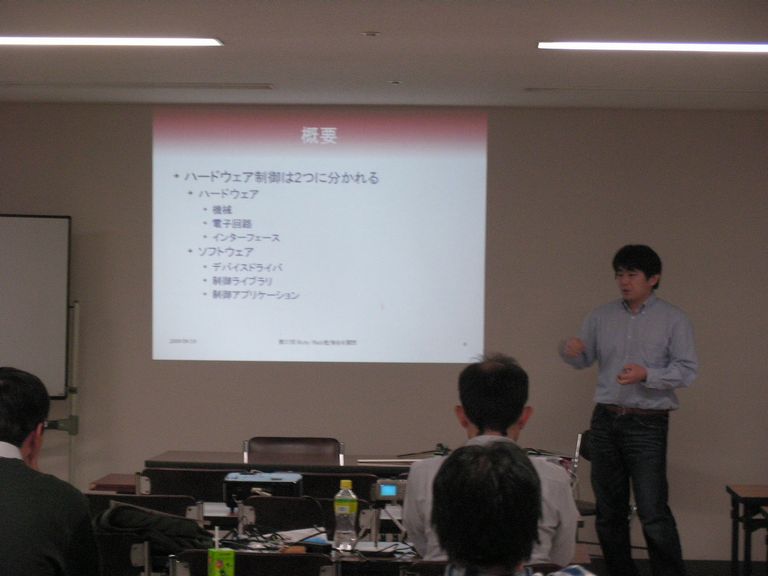 概要
ハードウェア制御は2つに分かれる
ハードウェア
機械
電子回路
インターフェース
ソフトウェア
デバイスドライバ
制御ライブラリ
制御アプリケーション